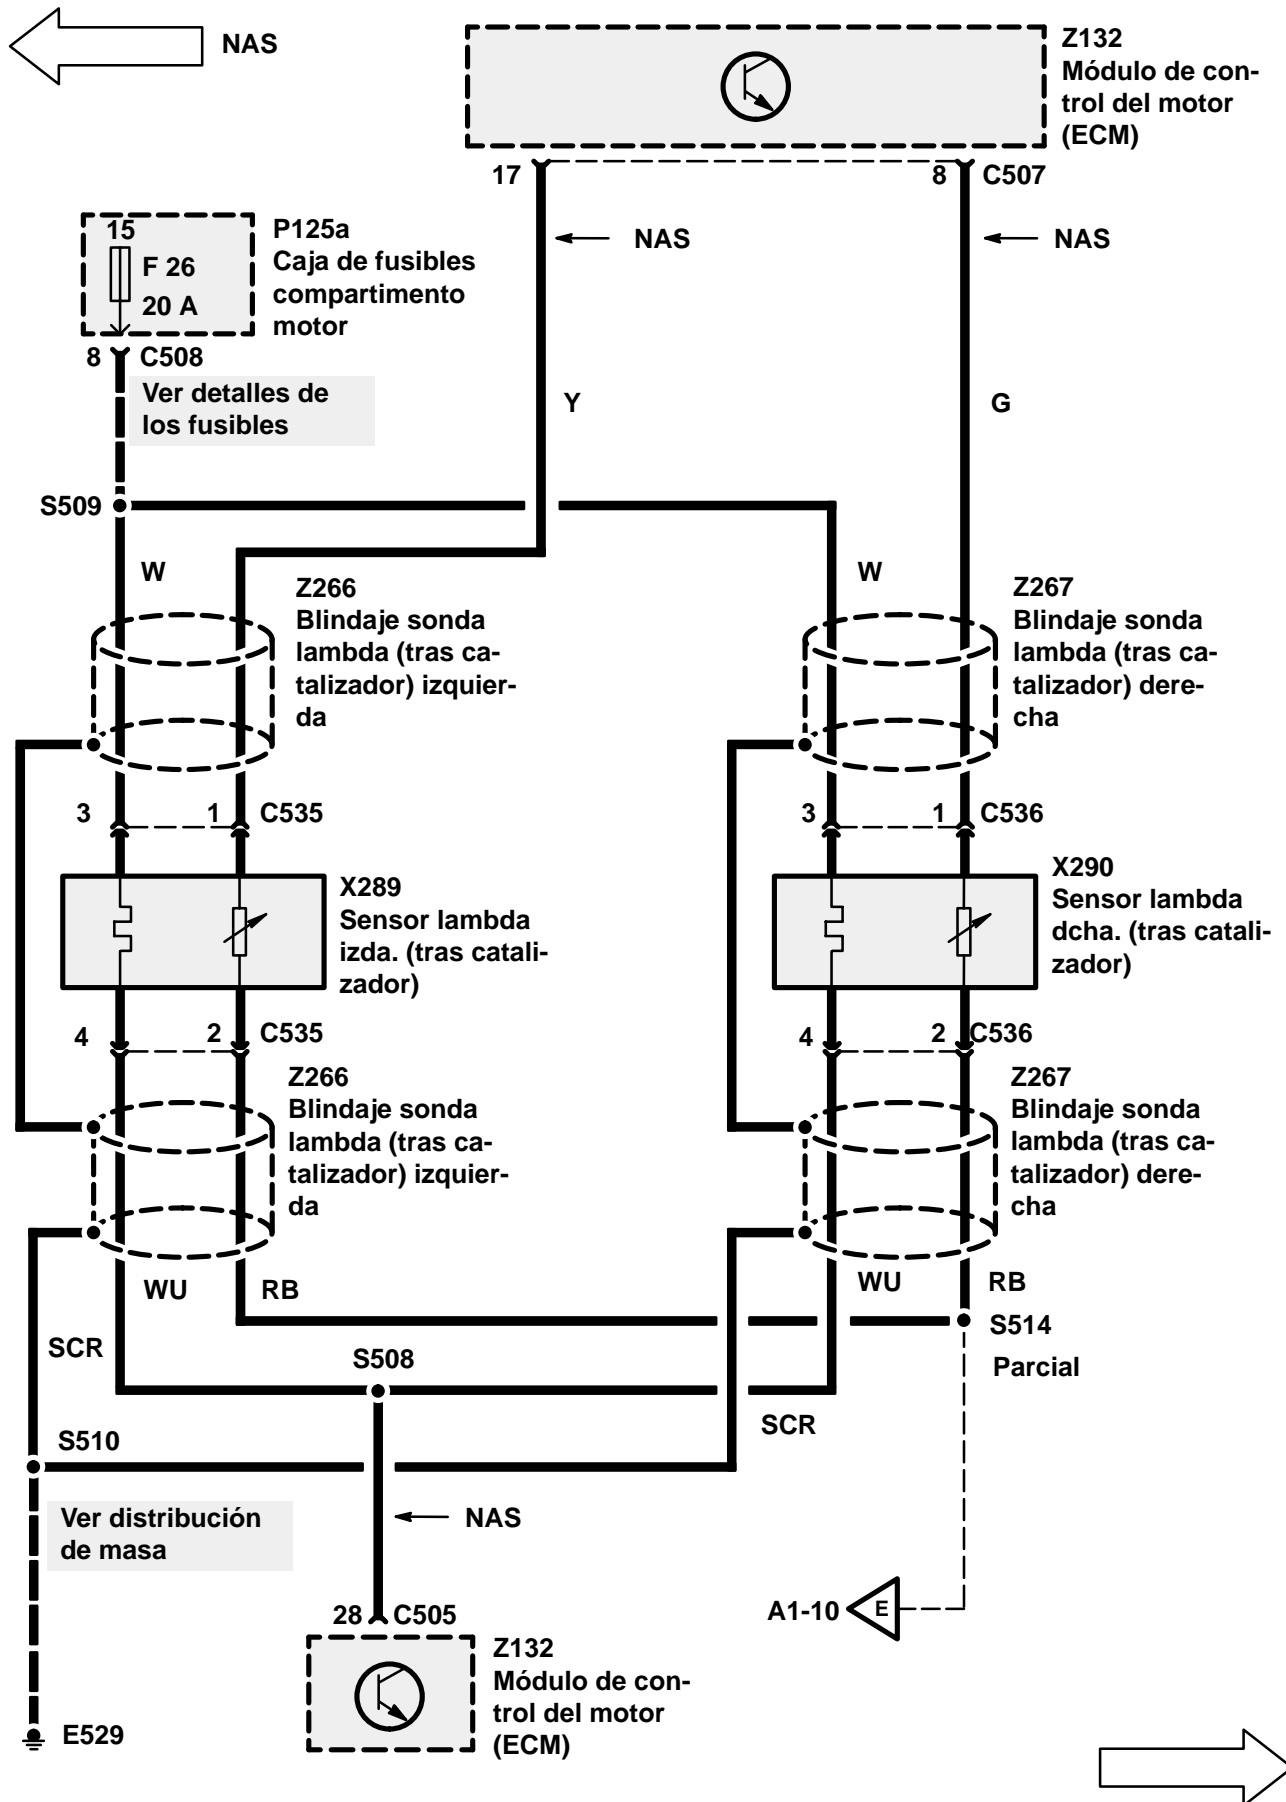 NAS
Z132
Módulo de con-
trol del motor
(ECM)
17
8
C507
NAS
NAS
15
F 26
20 A
P125a
Caja de fusibles
compartimento
motor
8
C508
Ver detalles de
los fusibles
Y
G
S509
W
W
Z266
Blindaje sonda
lambda (tras ca-
talizador) izquier-
da
Z267
Blindaje sonda
lambda (tras ca-
talizador) dere-
cha
3
1
C535
3
1
C536
X289
Sensor lambda
izda. (tras catali-
zador)
X290
Sensor lambda
dcha. (tras catali-
zador)
4
2
C535
4
2
C536
Z266
Blindaje sonda
lambda (tras ca-
talizador) izquier-
da
Z267
Blindaje sonda
lambda (tras ca-
talizador) dere-
cha
WU
RB
WU
RB
SCR
S508
S514
Parcial
SCR
S510
Ver distribución
de masa
NAS
A1-10
E
28
C505
Z132
Módulo de con-
trol del motor
(ECM)
E529